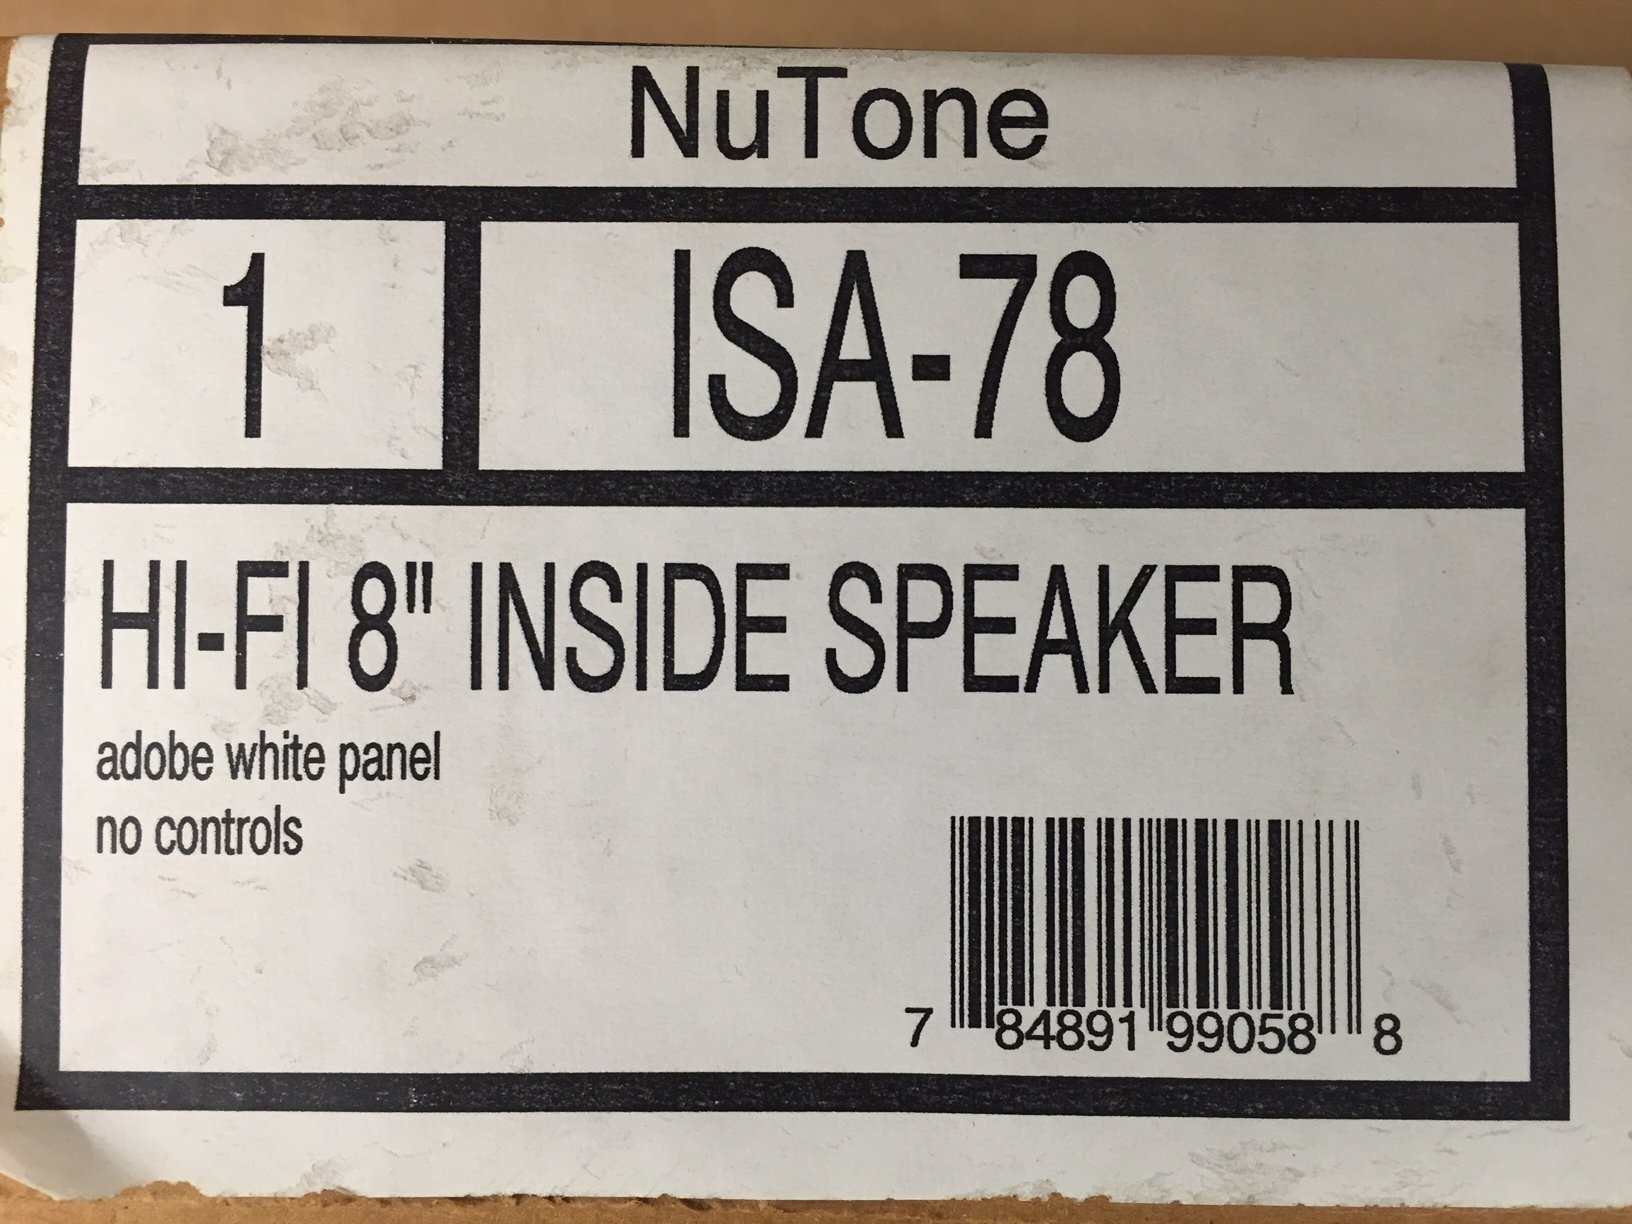 NuTone
1 ISA-78
HI-FI 8" INSIDE SPEAKER
adobe white panel
no controls
7 84891 99058 8